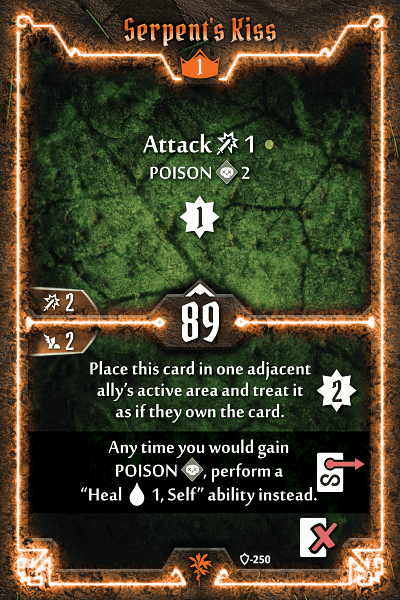 Serpent's Kiss
1
Attack 1
POISON 2
1
2
89
2
Place this card in one adjacent
ally's active area and treat it
as if they own the card.
2
Any time you would gain
POISON , perform a
“Heal 1, Self” ability instead.
S
-250